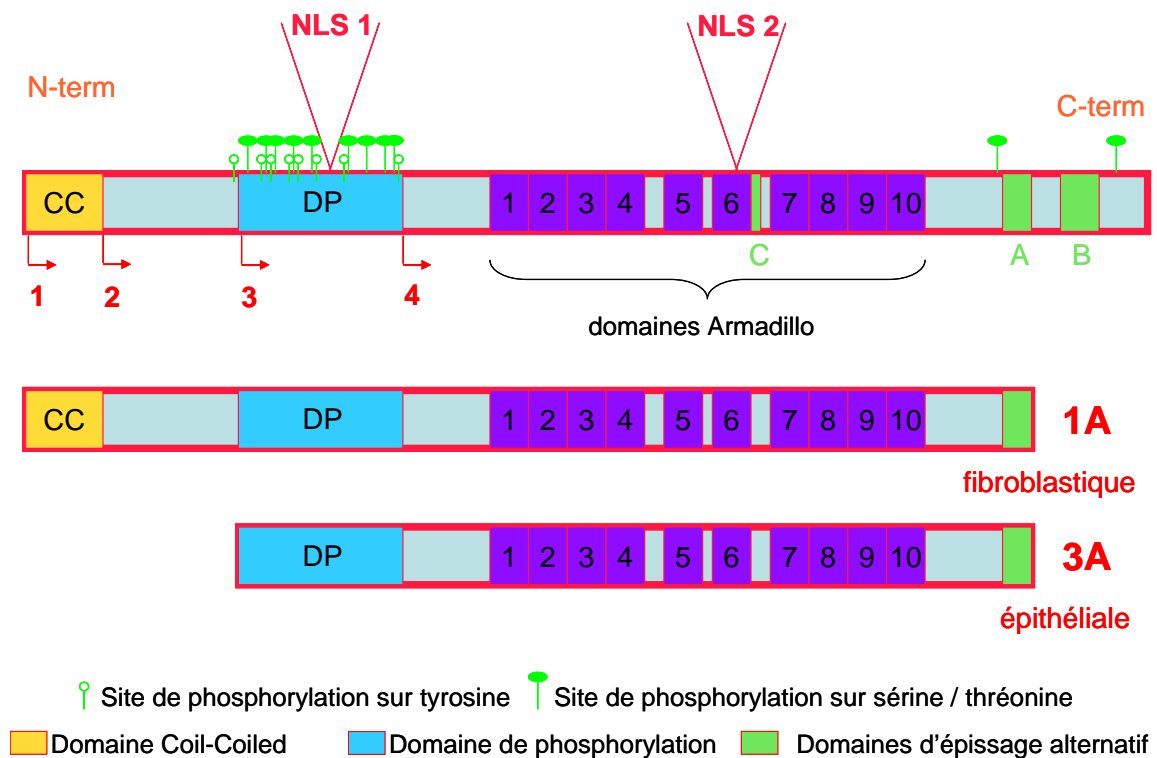 NLS 1 NLS 2
N-term C-term
CC DP 1 2 3 4 5 6 7 8 9 10
C A B
1 2 3 4
domaines Armadillo
CC DP 1 2 3 4 5 6 7 8 9 10 1A
fibroblastique
DP 1 2 3 4 5 6 7 8 9 10 3A
épithéliale
Site de phosphorylation sur tyrosine Site de phosphorylation sur sérine / thréonine
Domaine Coil-Coiled Domaine de phosphorylation Domaines d'épissage alternatif